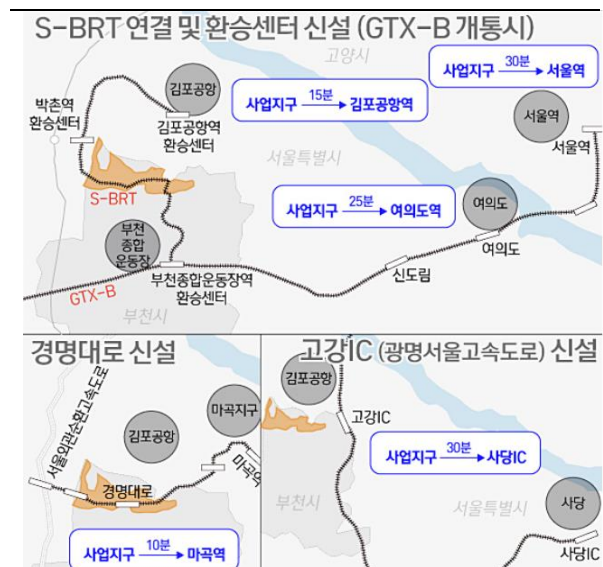 S-BRT 연결 및 환승센터 신설 (GTX-B 개통시)
고양시
30분
사업지구 서울역
김포공항
15분
사업지구 김포공항역
박촌역
환승센터
김포공항역
환승센터
서울역
서울역
서울특별시
S-BRT
25분
사업지구 여의도역
여의도
여의도
부천
종합
운동장
신도림
부천종합운동장역
환승센터
GTX-B
부천시
경명대로 신설
고강IC (광명서울고속도로) 신설
서울외곽순환고속도로
김포공항
마곡지구
마곡역
경명대로
10분
사업지구 마곡역
김포공항
고강IC
30분
사업지구 사당IC
부천시
서울특별시
사당
사당IC